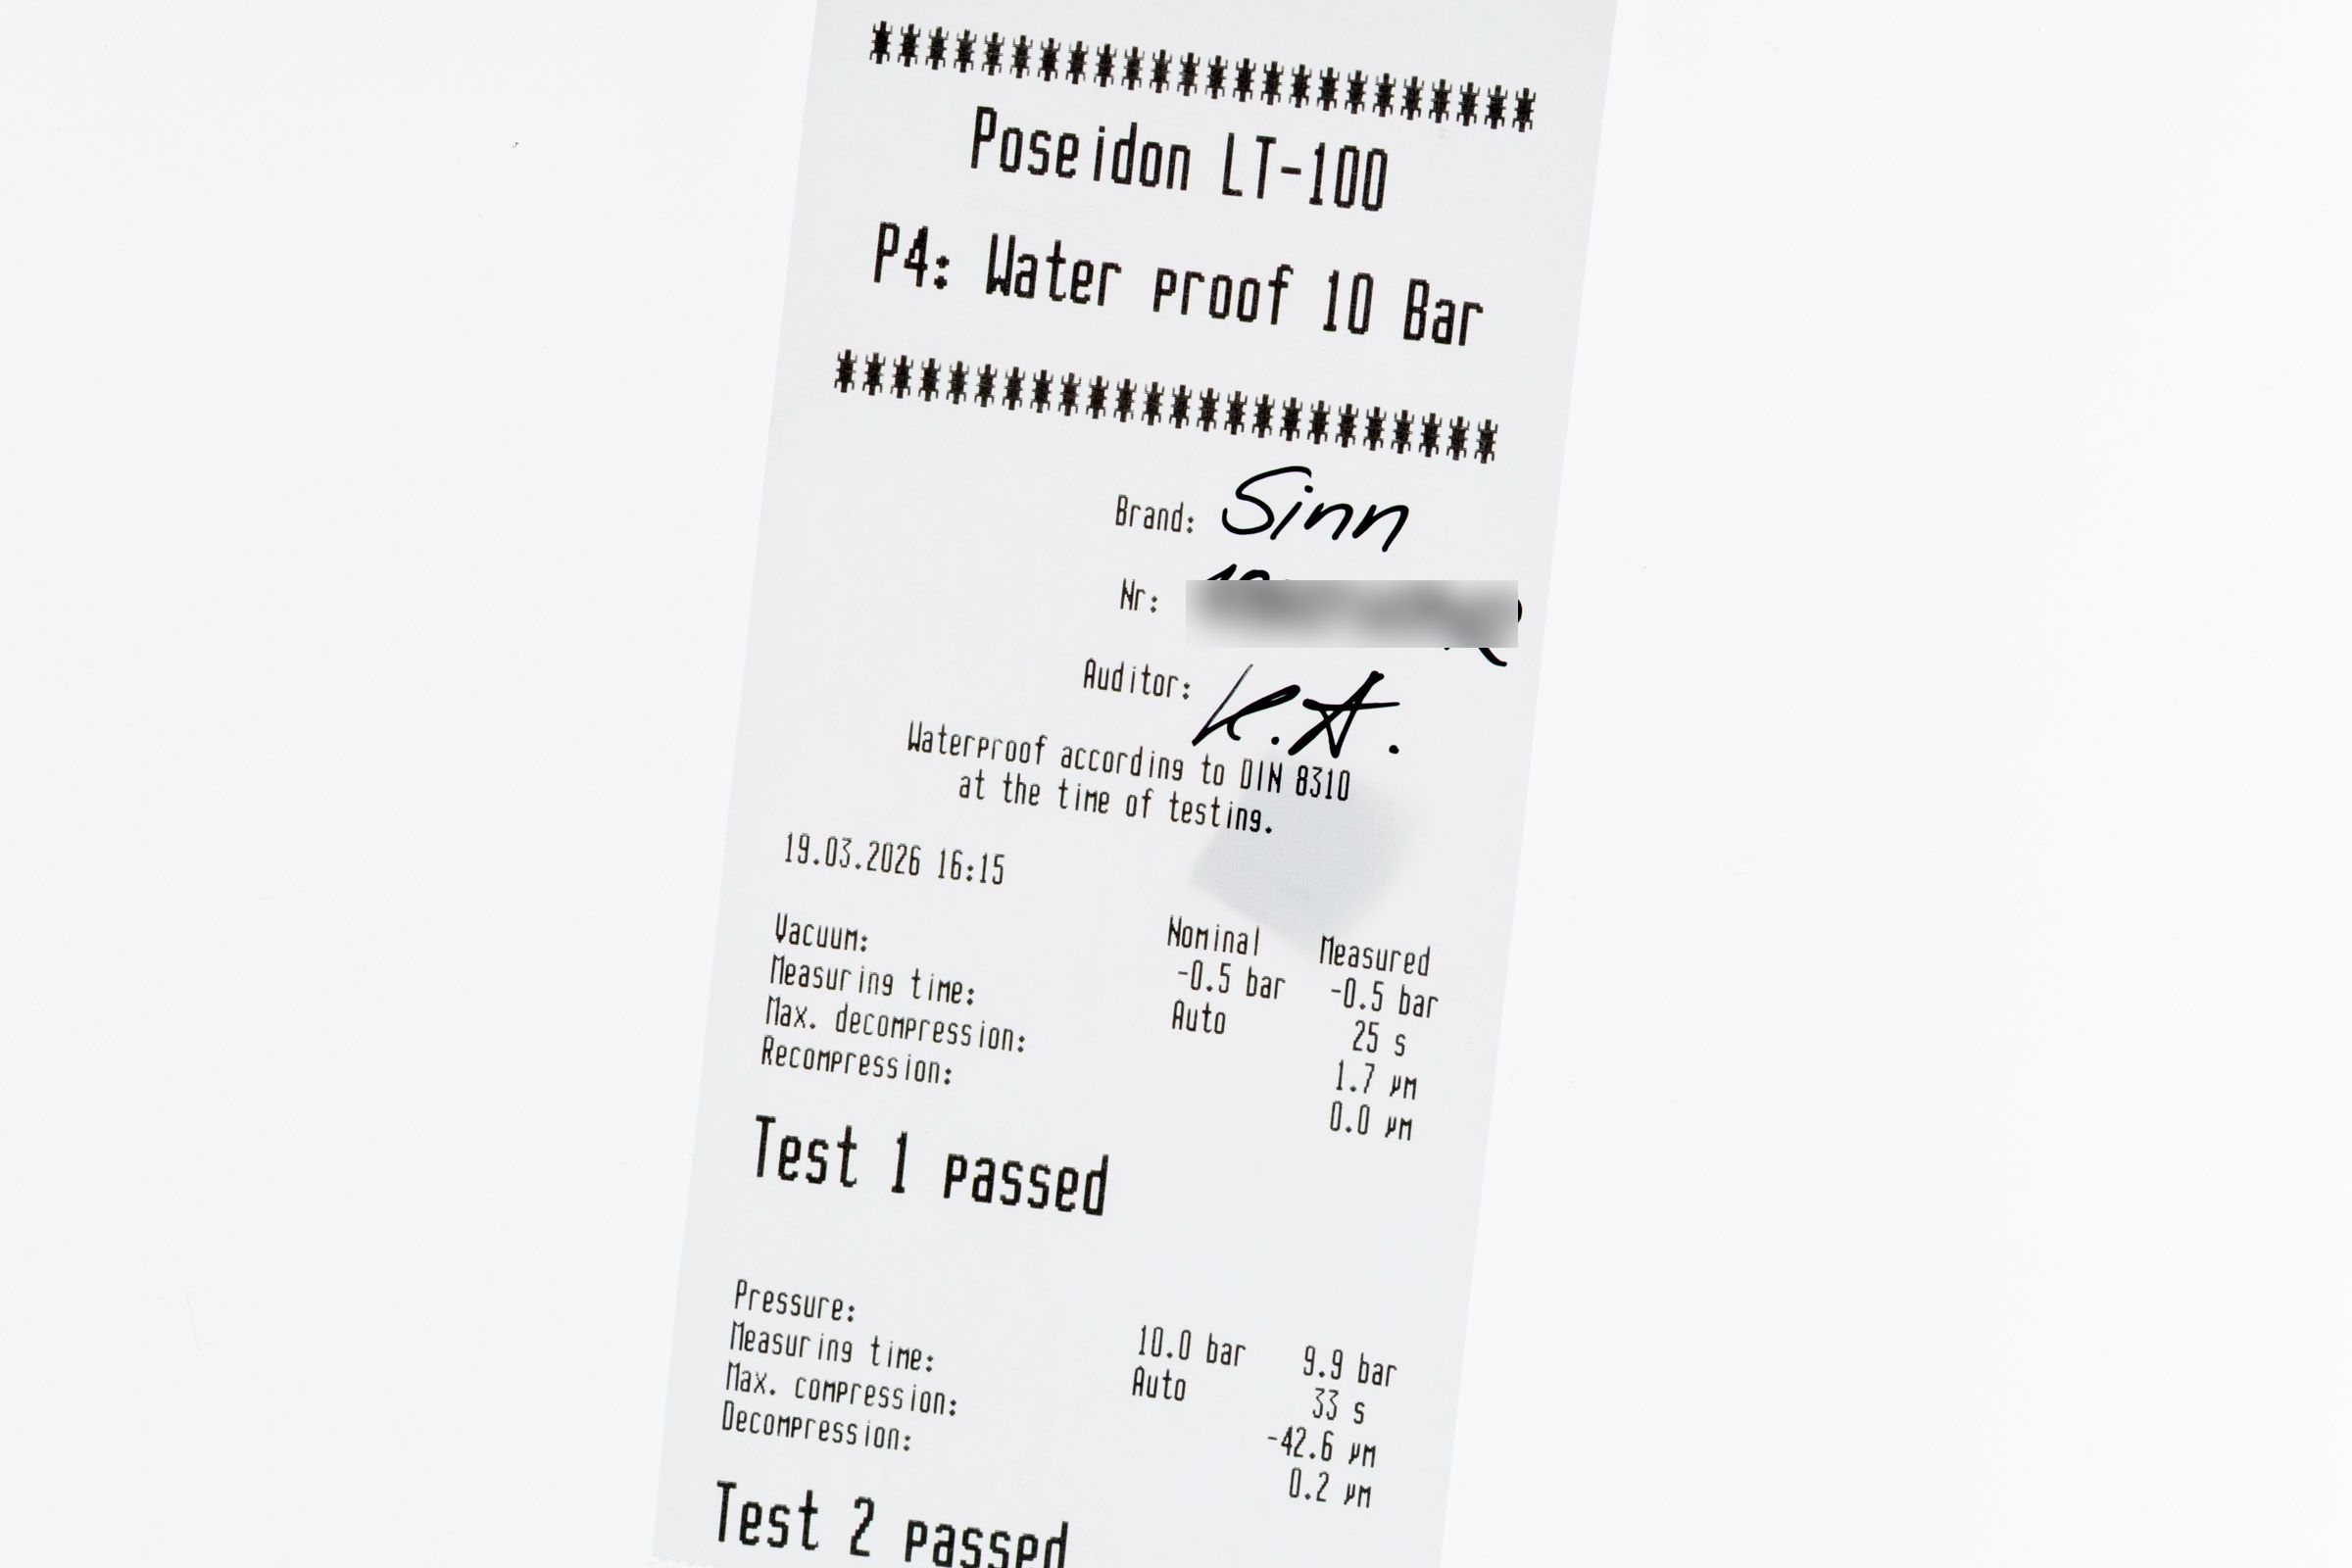 ************************
Poseidon LT-100
P4: Water proof 10 Bar
************************
Brand: Sinn
Nr:
Auditor: K.A.
Waterproof according to DIN 8310
at the time of testing.
19.03.2026 16:15
Nominal Measured
Vacuum: -0.5 bar -0.5 bar
Measuring time: Auto 25 s
Max. decompression: 1.7 µm
Recompression: 0.0 µm
Test 1 passed
Pressure: 10.0 bar 9.9 bar
Measuring time: Auto 33 s
Max. compression: -42.6 µm
Decompression: 0.2 µm
Test 2 passed